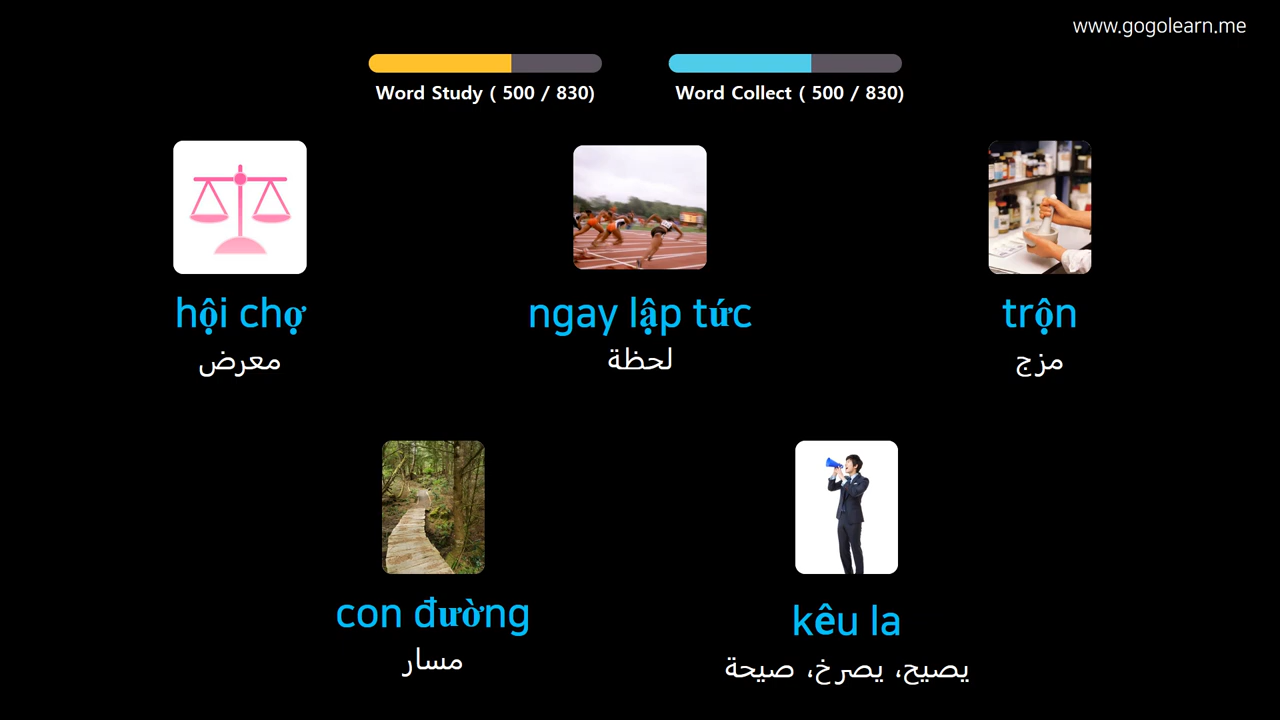 www.gogolearn.me
Word Study ( 500 / 830)
Word Collect ( 500 / 830)
hội chợ
معرض
ngay lập tức
لحظة
trộn
مزج
con đường
مسار
kêu la
يصيح، يصرخ، صيحة